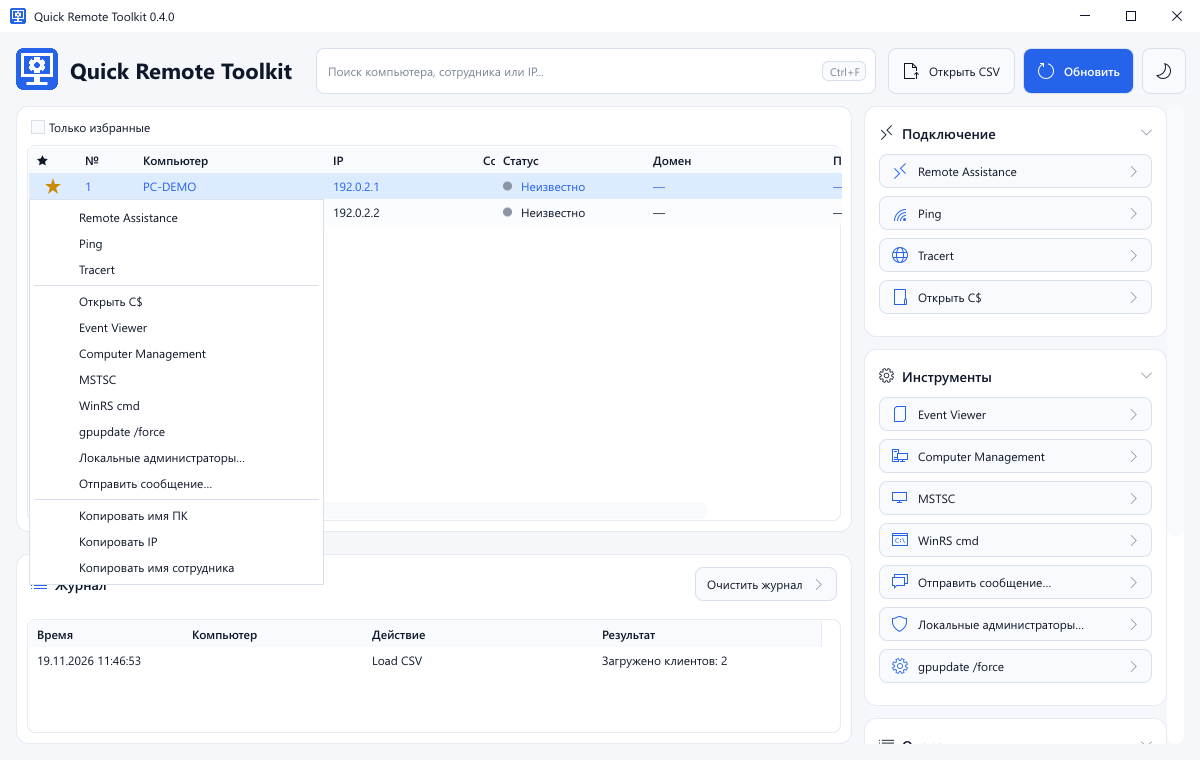 Quick Remote Toolkit 0.4.0
Quick Remote Toolkit
Поиск компьютера, сотрудника или IP...
Ctrl+F
Открыть CSV
Обновить
Только избранные
№ Компьютер IP Сс Статус Домен П
1 PC-DEMO 192.0.2.1 Неизвестно —
192.0.2.2 Неизвестно —
Remote Assistance
Ping
Tracert
Открыть C$
Event Viewer
Computer Management
MSTSC
WinRS cmd
gpupdate /force
Локальные администраторы...
Отправить сообщение...
Копировать имя ПК
Копировать IP
Копировать имя сотрудника
Журнал
Очистить журнал
Время Компьютер Действие Результат
19.11.2026 11:46:53 Load CSV Загружено клиентов: 2
Подключение
Remote Assistance
Ping
Tracert
Открыть C$
Инструменты
Event Viewer
Computer Management
MSTSC
WinRS cmd
Отправить сообщение...
Локальные администраторы...
gpupdate /force